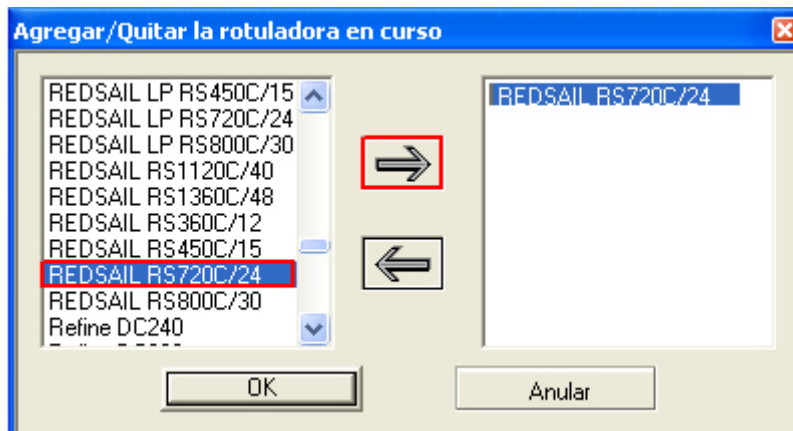 Agregar/Quitar la rotuladora en curso
REDSAIL LP RS450C/15
REDSAIL LP RS720C/24
REDSAIL LP RS800C/30
REDSAIL RS1120C/40
REDSAIL RS1360C/48
REDSAIL RS360C/12
REDSAIL RS450C/15
REDSAIL RS720C/24
REDSAIL RS800C/30
Refine DC240
REDSAIL RS720C/24
OK
Anular